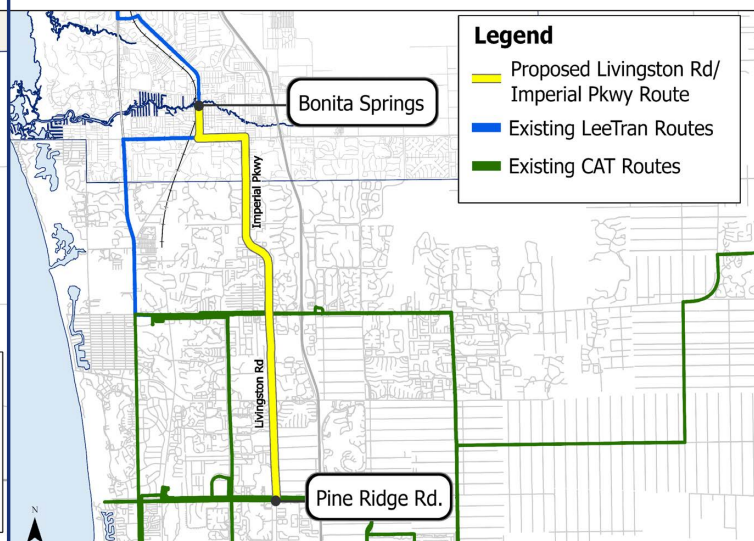 Legend
Proposed Livingston Rd/
Imperial Pkwy Route
Existing LeeTran Routes
Existing CAT Routes
Bonita Springs
Imperial Pkwy
Livingston Rd
Pine Ridge Rd.
N